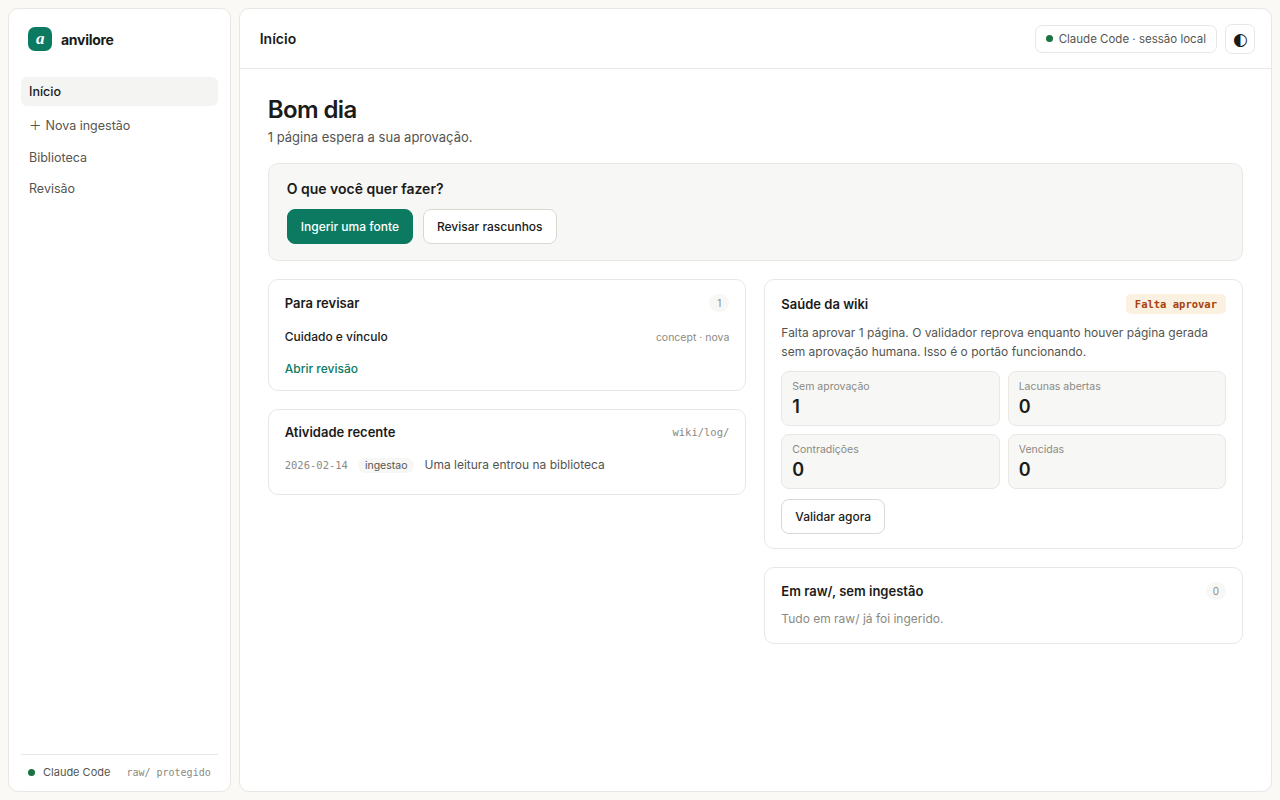 a anvilore
Início
+ Nova ingestão
Biblioteca
Revisão
Claude Code raw/ protegido
Início
Claude Code · sessão local
Bom dia
1 página espera a sua aprovação.
O que você quer fazer?
Ingerir uma fonte Revisar rascunhos
Para revisar 1
Cuidado e vínculo concept · nova
Abrir revisão
Atividade recente wiki/log/
2026-02-14 ingestao Uma leitura entrou na biblioteca
Saúde da wiki Falta aprovar
Falta aprovar 1 página. O validador reprova enquanto houver página gerada
sem aprovação humana. Isso é o portão funcionando.
Sem aprovação Lacunas abertas
1 0
Contradições Vencidas
0 0
Validar agora
Em raw/, sem ingestão 0
Tudo em raw/ já foi ingerido.